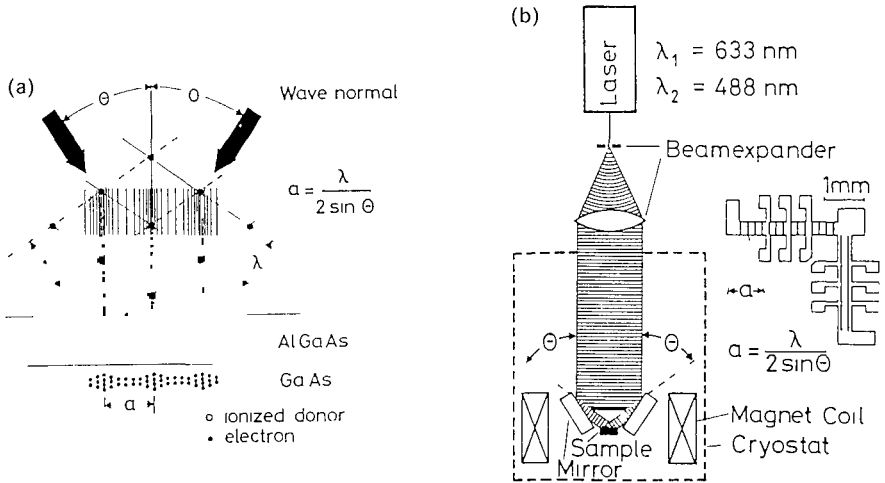 (a)
Θ
Θ
Wave normal
a = λ / 2 sin Θ
λ
AlGaAs
GaAs
a
ionized donor
electron
(b)
Laser
λ1 = 633 nm
λ2 = 488 nm
Beamexpander
1mm
a
a = λ / 2 sinΘ
Θ
Θ
Magnet Coil
Cryostat
Sample
Mirror